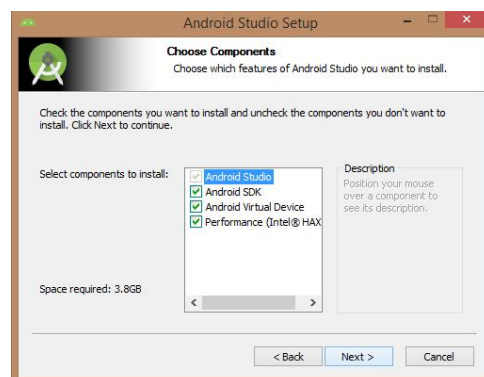 Android Studio Setup
Choose Components
Choose which features of Android Studio you want to install.
Check the components you want to install and uncheck the components you don't want to
install. Click Next to continue.
Select components to install:
Android Studio
Android SDK
Android Virtual Device
Performance (Intel® HAX
Description
Position your mouse
over a component to
see its description.
Space required: 3.8GB
< Back
Next >
Cancel